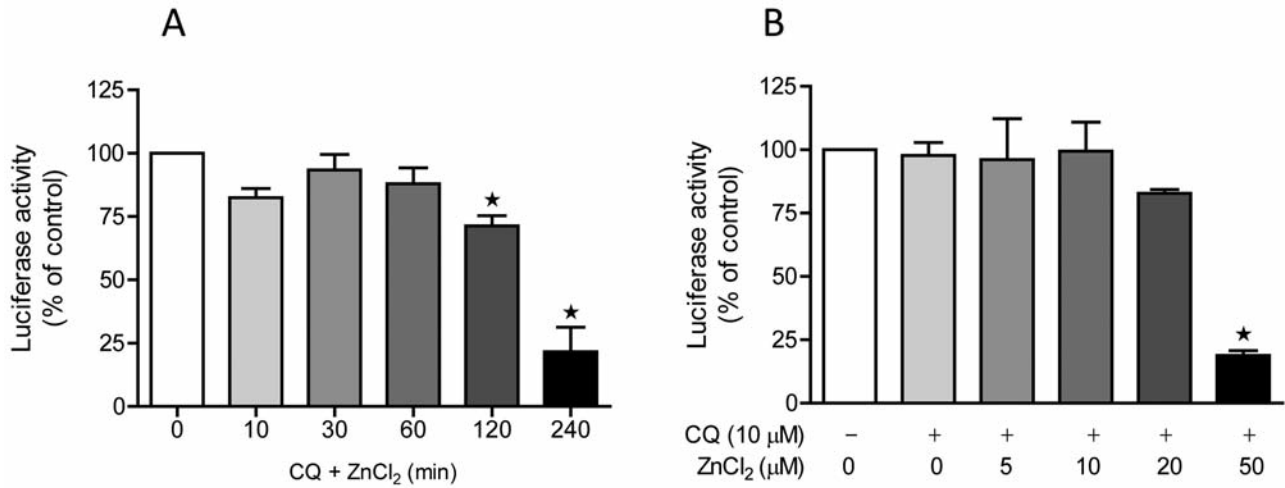 A
125
100
75
50
25
0
Luciferase activity
(% of control)
★
★
0 10 30 60 120 240
CQ + ZnCl₂ (min)
B
125
100
75
50
25
0
Luciferase activity
(% of control)
★
CQ (10 μM) − + + + + +
ZnCl₂ (μM) 0 0 5 10 20 50